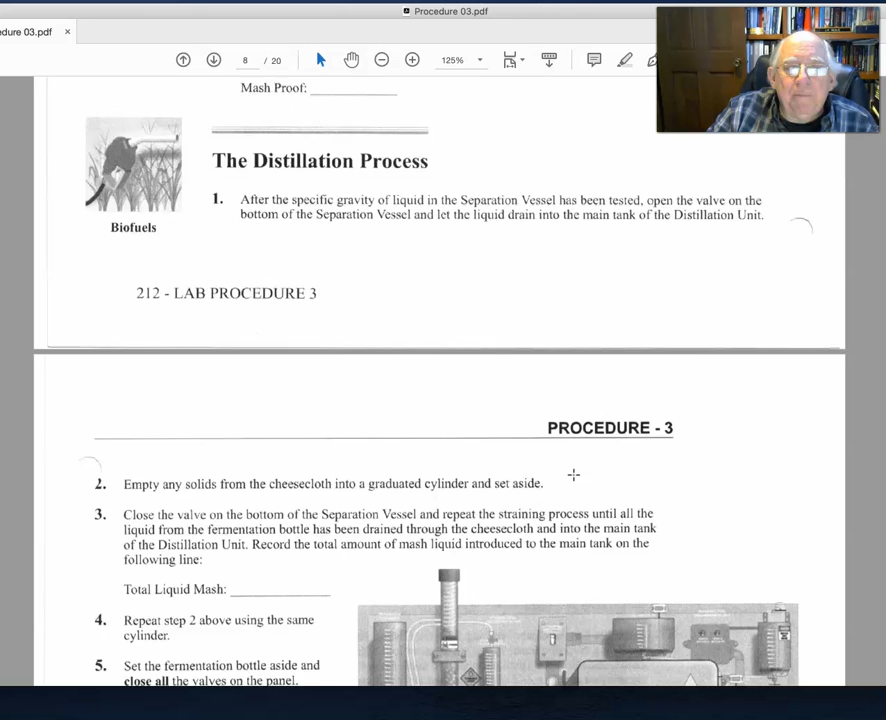 Procedure 03.pdf
dure 03.pdf ×
8 / 20
125%
Mash Proof:
The Distillation Process
1. After the specific gravity of liquid in the Separation Vessel has been tested, open the valve on the
bottom of the Separation Vessel and let the liquid drain into the main tank of the Distillation Unit.
Biofuels
212 - LAB PROCEDURE 3
PROCEDURE - 3
2. Empty any solids from the cheesecloth into a graduated cylinder and set aside.
3. Close the valve on the bottom of the Separation Vessel and repeat the straining process until all the
liquid from the fermentation bottle has been drained through the cheesecloth and into the main tank
of the Distillation Unit. Record the total amount of mash liquid introduced to the main tank on the
following line:
Total Liquid Mash:
4. Repeat step 2 above using the same
cylinder.
5. Set the fermentation bottle aside and
close all the valves on the panel.